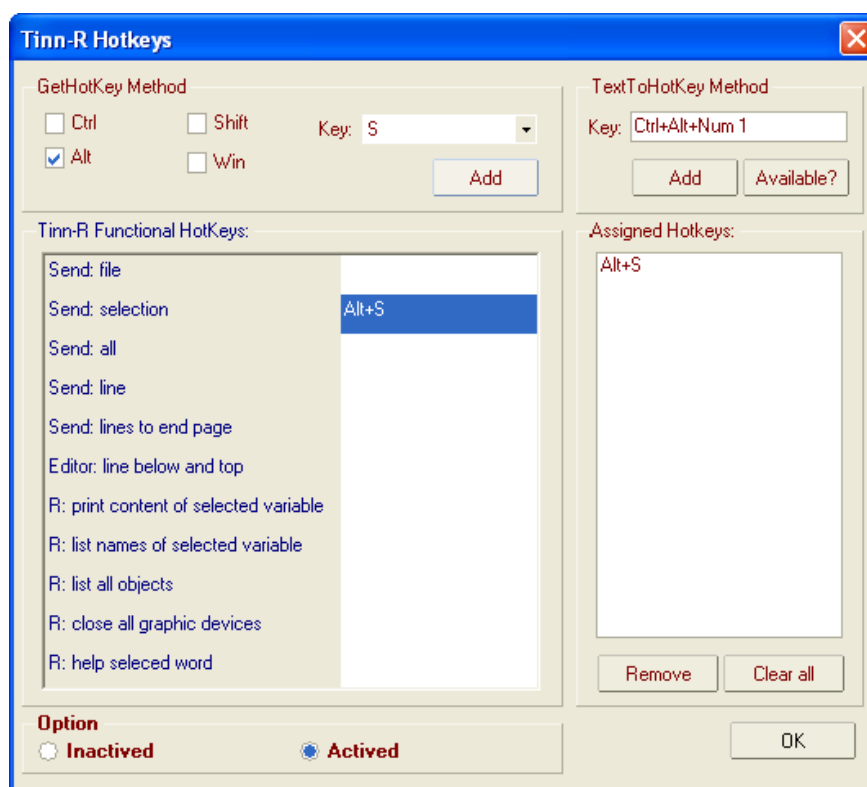 Tinn-R Hotkeys
GetHotKey Method
Ctrl
Shift
Key: S
Alt
Win
Add
TextToHotKey Method
Key: Ctrl+Alt+Num 1
Add
Available?
Tinn-R Functional HotKeys:
Send: file
Send: selection Alt+S
Send: all
Send: line
Send: lines to end page
Editor: line below and top
R: print content of selected variable
R: list names of selected variable
R: list all objects
R: close all graphic devices
R: help seleced word
Assigned Hotkeys:
Alt+S
Remove
Clear all
Option
Inactived
Actived
OK